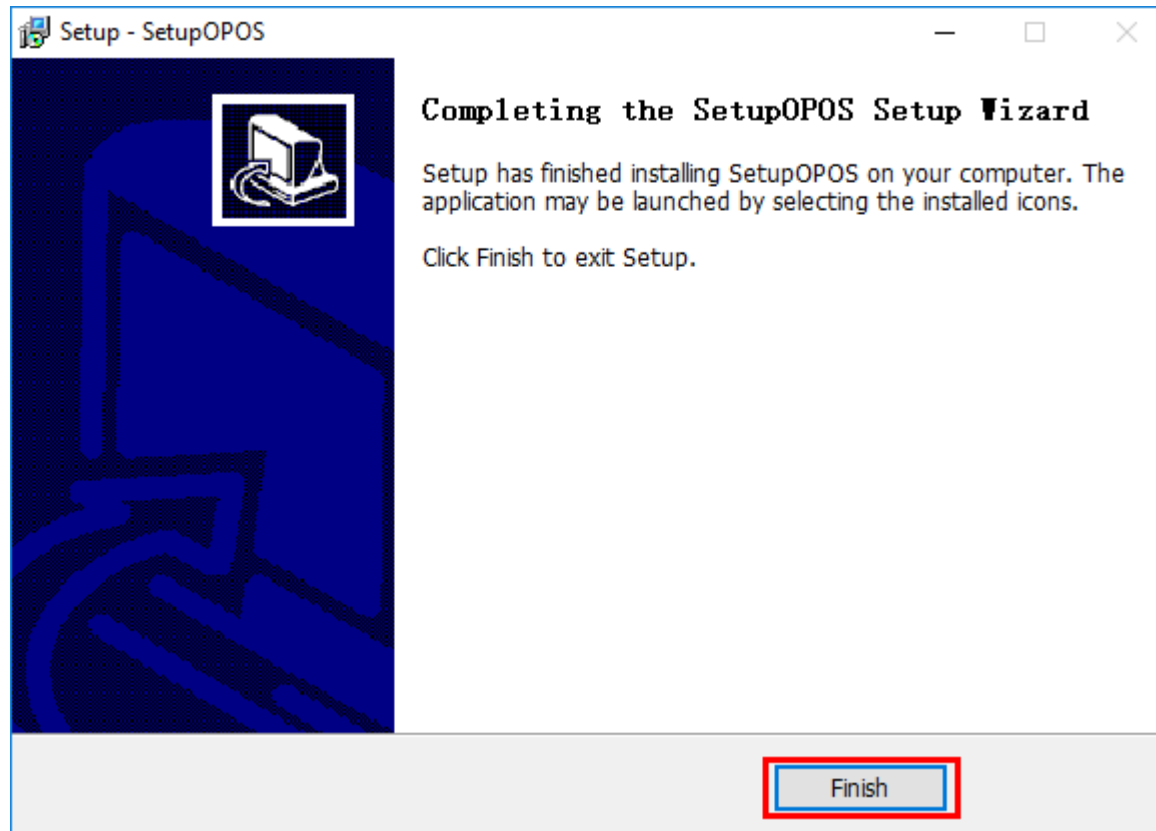 Setup - SetupOPOS
Completing the SetupOPOS Setup Wizard
Setup has finished installing SetupOPOS on your computer. The
application may be launched by selecting the installed icons.
Click Finish to exit Setup.
Finish